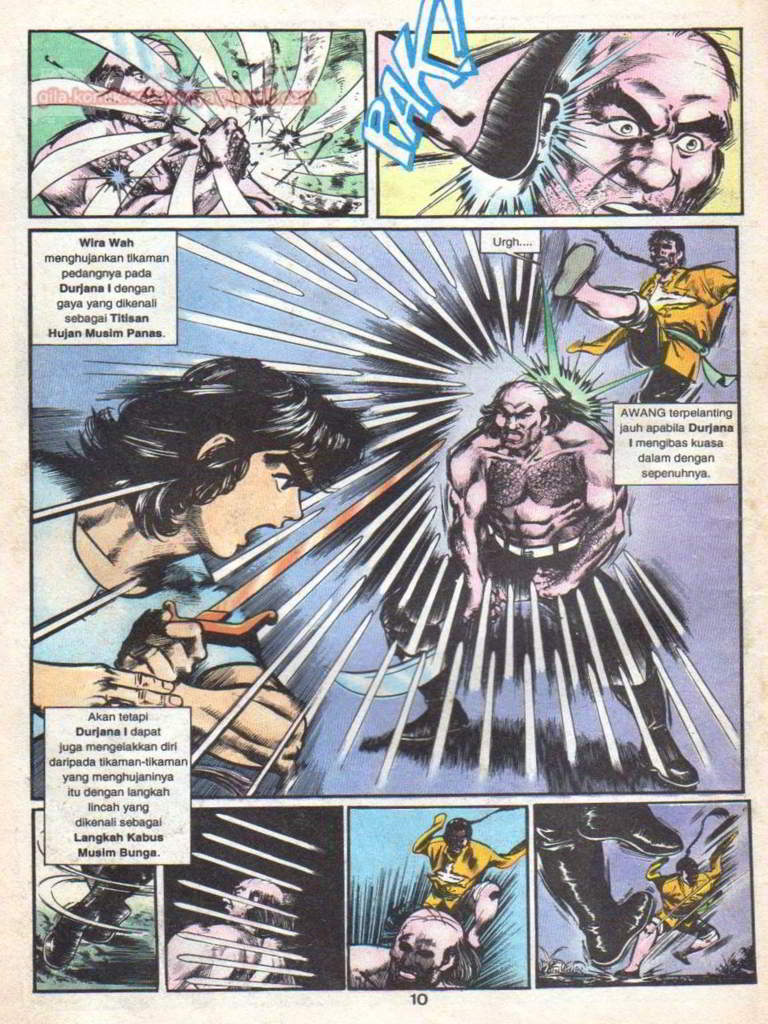 PAK!
Wira Wah
menghujankan tikaman
pedangnya pada
Durjana I dengan
gaya yang dikenali
sebagai Titisan
Hujan Musim Panas.
Urgh....
AWANG terpelanting
jauh apabila Durjana
I mengibas kuasa
dalam dengan
sepenuhnya.
Akan tetapi
Durjana I dapat
juga mengelakkan diri
daripada tikaman-tikaman
yang menghujaninya
itu dengan langkah
lincah yang
dikenali sebagai
Langkah Kabus
Musim Bunga.
10